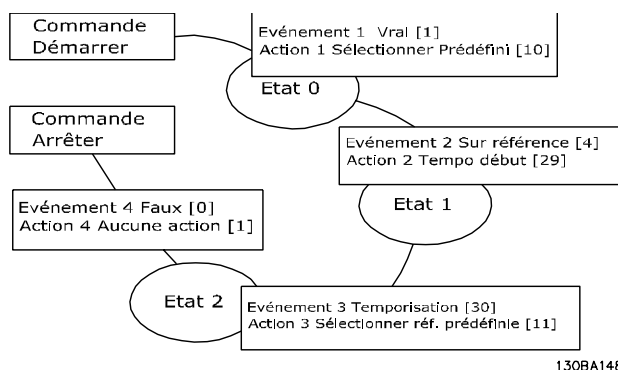 Commande
Démarrer
Evénement 1 Vral [1]
Action 1 Sélectionner Prédéfini [10]
Etat 0
Commande
Arrêter
Evénement 2 Sur référence [4]
Action 2 Tempo début [29]
Etat 1
Evénement 4 Faux [0]
Action 4 Aucune action [1]
Etat 2
Evénement 3 Temporisation [30]
Action 3 Sélectionner réf. prédéfinie [11]
130BA148